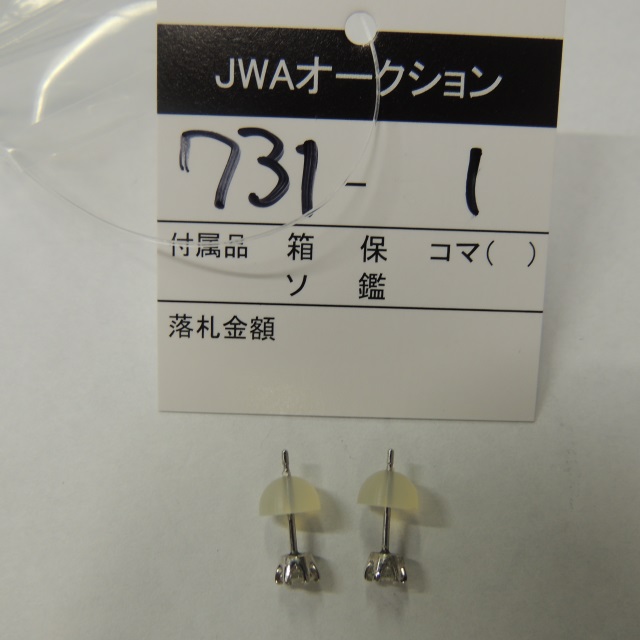 JWAオークション
731 - 1
付属品 箱 保 コマ( )
ソ 鑑
落札金額